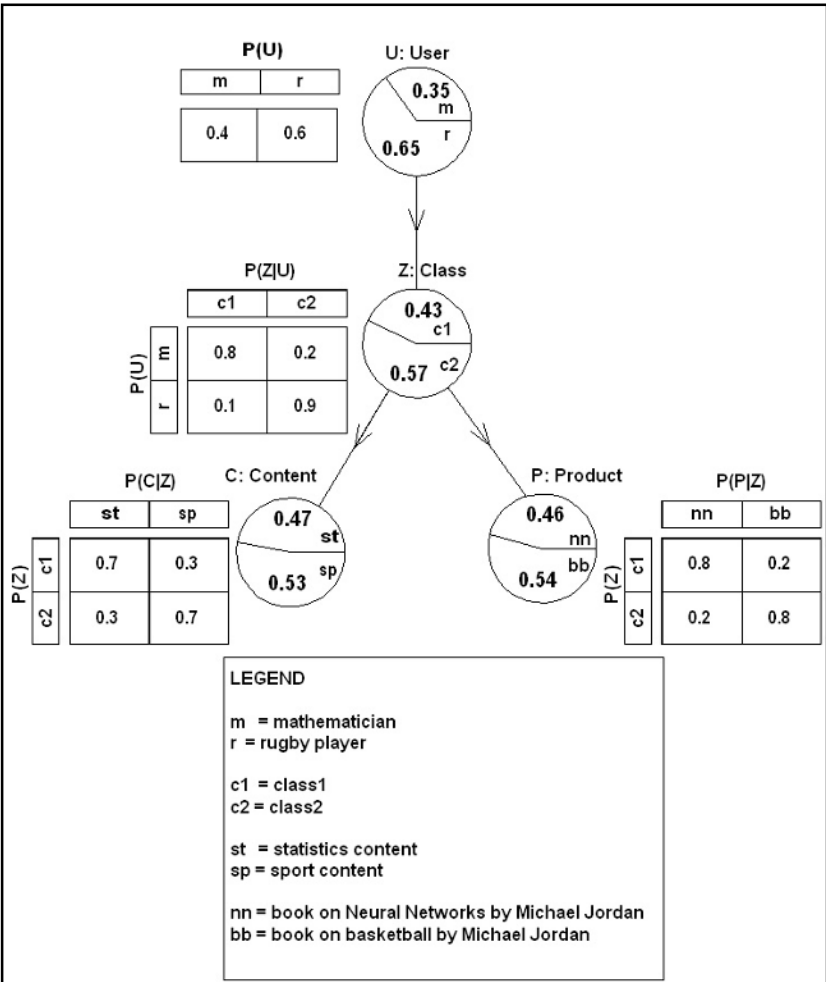 P(U)
U: User
m r
0.4 0.6
0.35
m
r
0.65
P(Z|U)
Z: Class
c1 c2
P(U)
m 0.8 0.2
r 0.1 0.9
0.43
c1
0.57 c2
P(C|Z)
C: Content
st sp
P(Z)
c1 0.7 0.3
c2 0.3 0.7
0.47
st
sp
0.53
P: Product
P(P|Z)
0.46
nn
bb
0.54
nn bb
P(Z)
c1 0.8 0.2
c2 0.2 0.8
LEGEND
m = mathematician
r = rugby player
c1 = class1
c2 = class2
st = statistics content
sp = sport content
nn = book on Neural Networks by Michael Jordan
bb = book on basketball by Michael Jordan